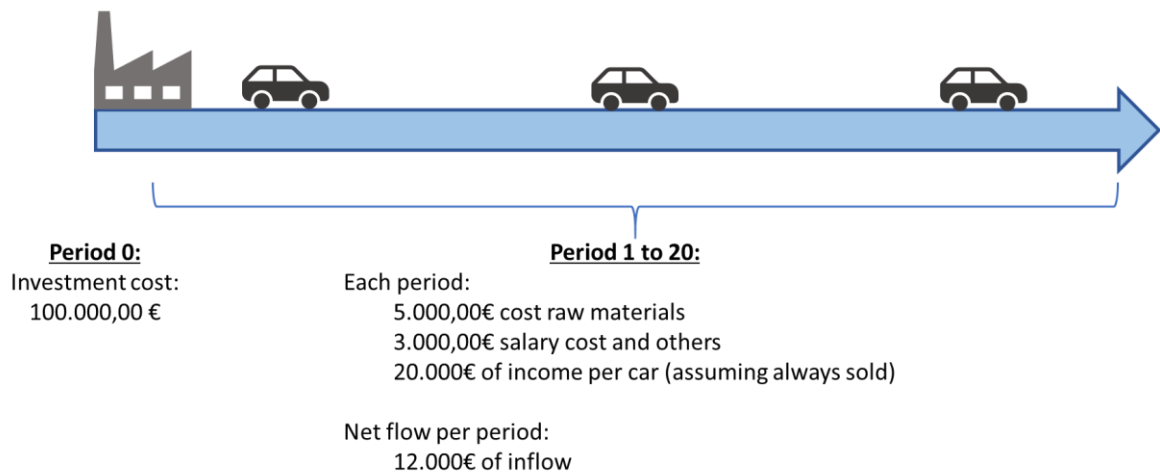 Period 0:
Investment cost:
100.000,00 €
Period 1 to 20:
Each period:
5.000,00€ cost raw materials
3.000,00€ salary cost and others
20.000€ of income per car (assuming always sold)
Net flow per period:
12.000€ of inflow